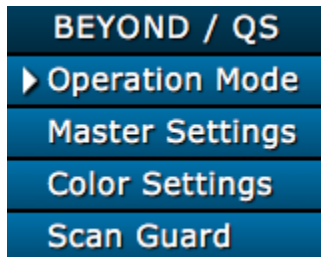 BEYOND / QS
Operation Mode
Master Settings
Color Settings
Scan Guard